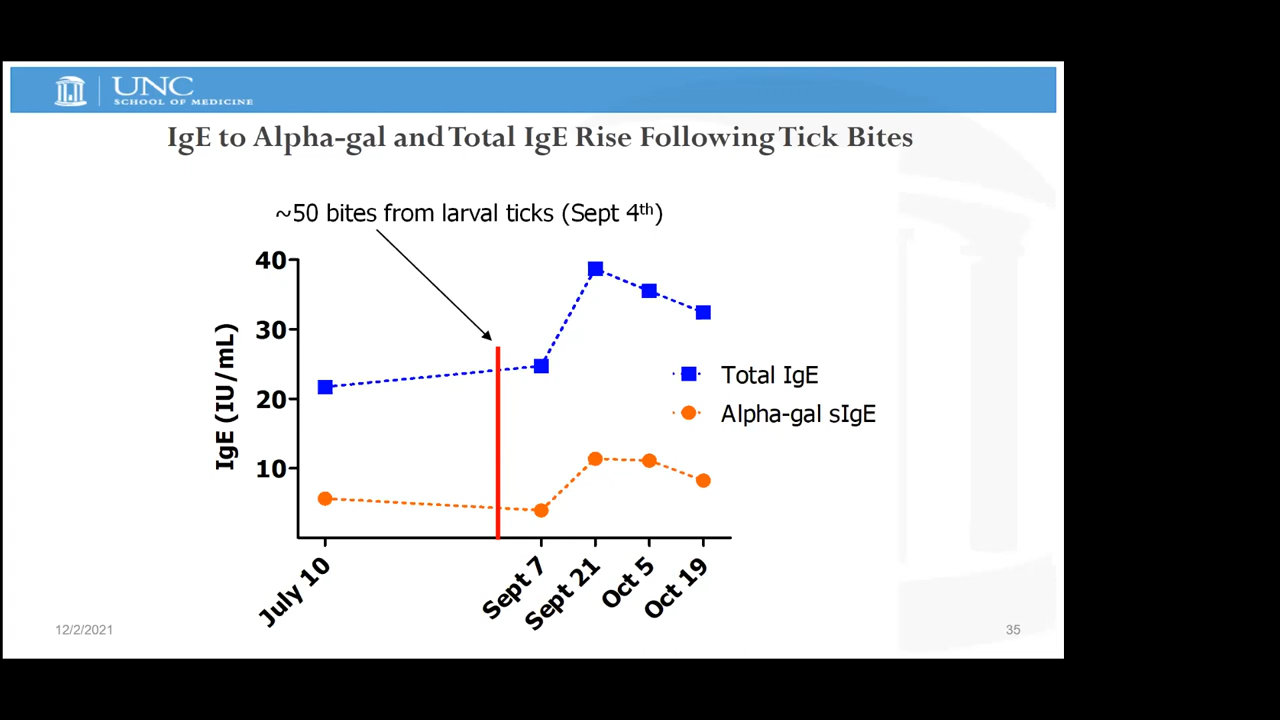 UNC
SCHOOL OF MEDICINE
IgE to Alpha-gal and Total IgE Rise Following Tick Bites
~50 bites from larval ticks (Sept 4th)
40
30
20
10
IgE (IU/mL)
Total IgE
Alpha-gal sIgE
July 10
Sept 7
Sept 21
Oct 5
Oct 19
12/2/2021
35